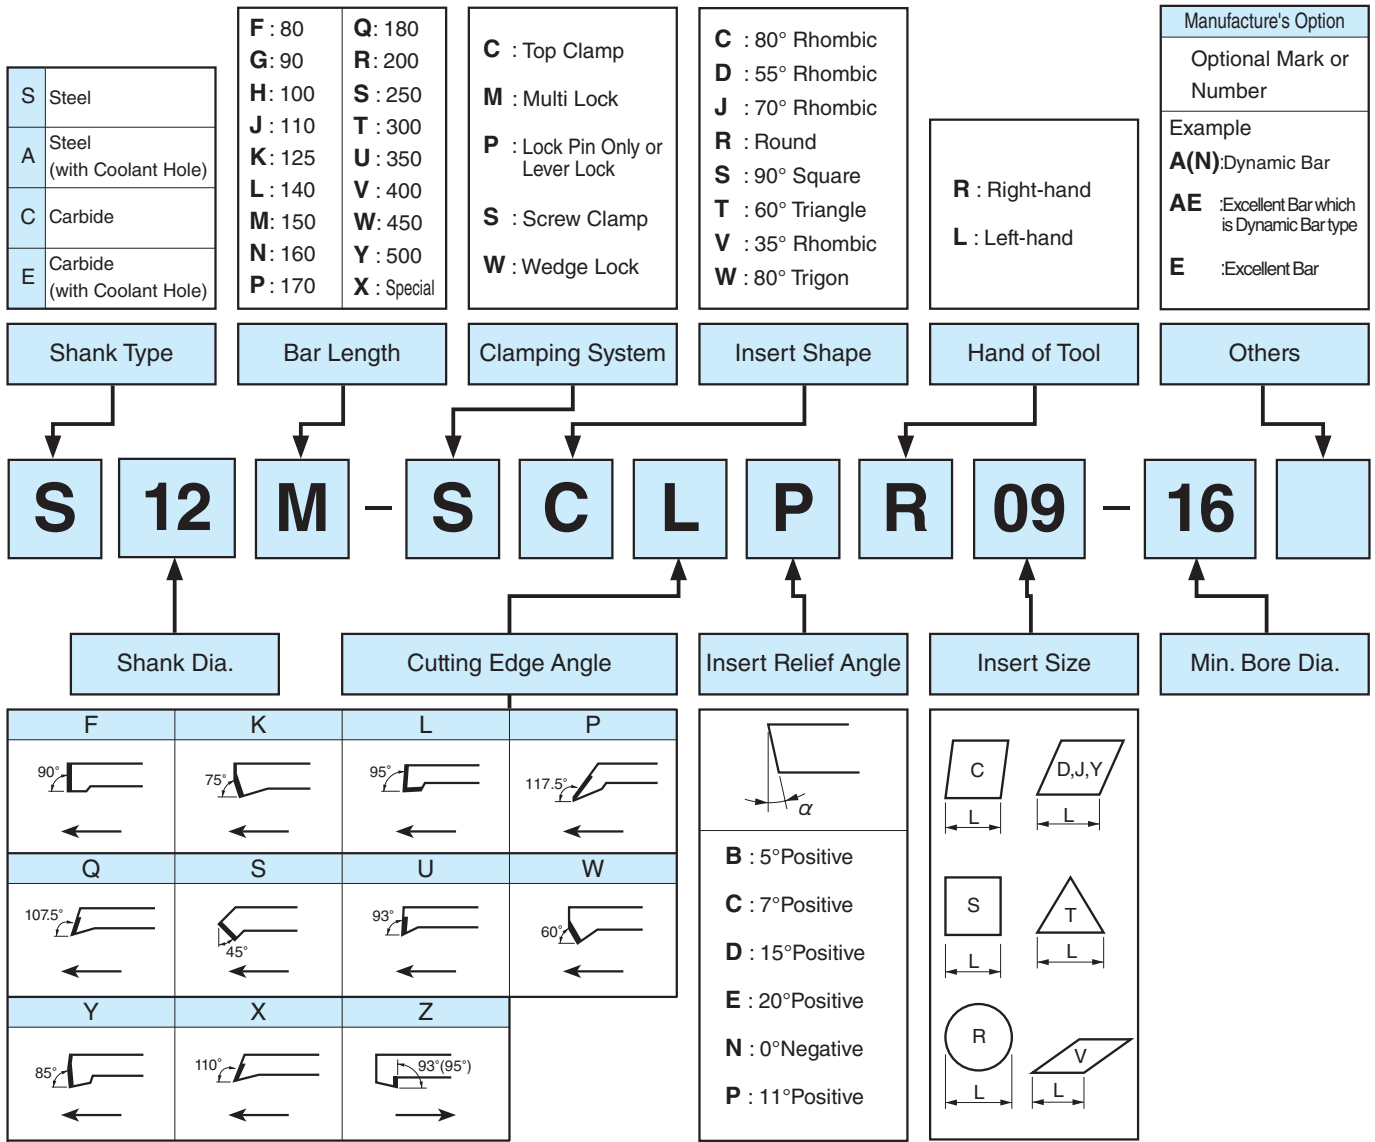 S Steel
A Steel
(with Coolant Hole)
C Carbide
E Carbide
(with Coolant Hole)
Shank Type
F : 80
G : 90
H : 100
J : 110
K : 125
L : 140
M : 150
N : 160
P : 170
Q : 180
R : 200
S : 250
T : 300
U : 350
V : 400
W : 450
Y : 500
X : Special
Bar Length
C : Top Clamp
M : Multi Lock
P : Lock Pin Only or
Lever Lock
S : Screw Clamp
W : Wedge Lock
Clamping System
C : 80° Rhombic
D : 55° Rhombic
J : 70° Rhombic
R : Round
S : 90° Square
T : 60° Triangle
V : 35° Rhombic
W : 80° Trigon
Insert Shape
R : Right-hand
L : Left-hand
Hand of Tool
Manufacture's Option
Optional Mark or
Number
Example
A(N) :Dynamic Bar
AE :Excellent Bar which
is Dynamic Bar type
E :Excellent Bar
Others
S 12 M – S C L P R 09 – 16
Shank Dia.
Cutting Edge Angle
Insert Relief Angle
Insert Size
Min. Bore Dia.
F K L P
90° 75° 95° 117.5°
Q S U W
107.5° 45° 93° 60°
Y X Z
85° 110° 93°(95°)
α
B : 5°Positive
C : 7°Positive
D : 15°Positive
E : 20°Positive
N : 0°Negative
P : 11°Positive
C D,J,Y
L L
S T
L L
R V
L L